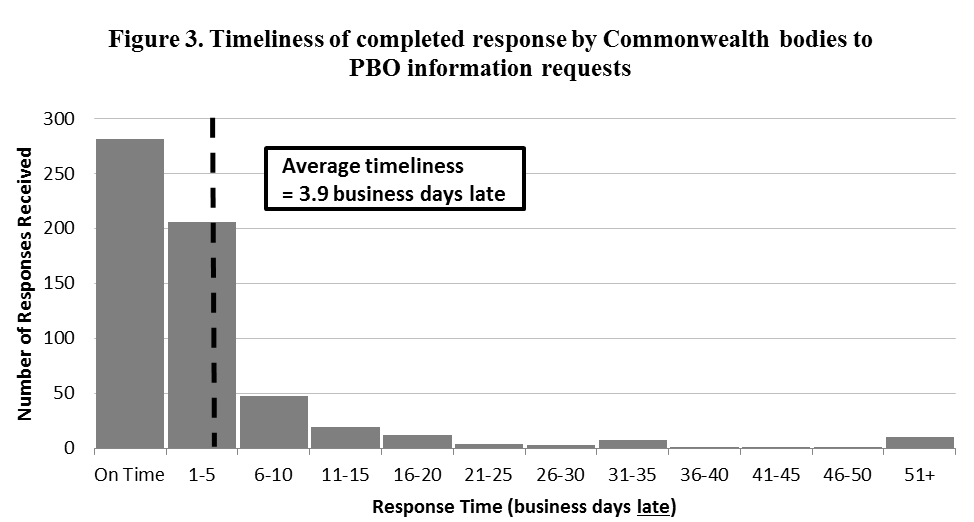 Figure 3. Timeliness of completed response by Commonwealth bodies to
PBO information requests
300
250
200
150
100
50
0
Number of Responses Received
Average timeliness
= 3.9 business days late
On Time 1-5 6-10 11-15 16-20 21-25 26-30 31-35 36-40 41-45 46-50 51+
Response Time (business days late)